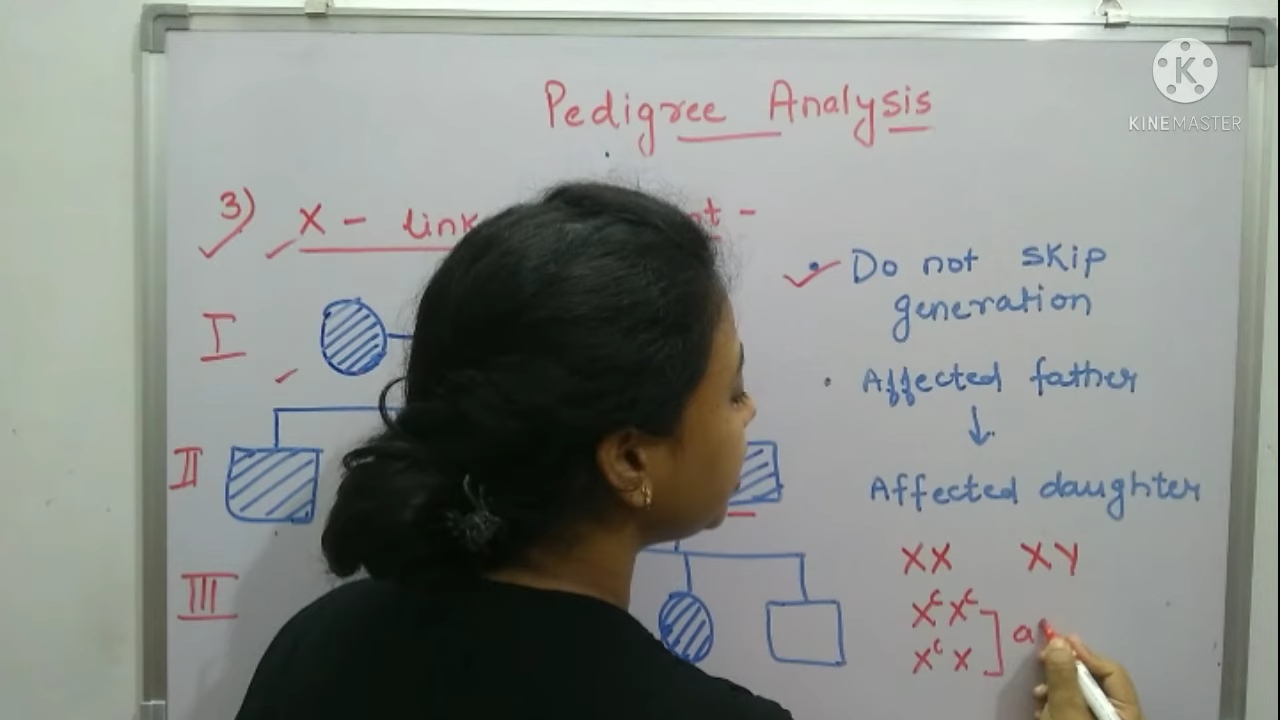 Pedigree Analysis
KINEMASTER
3) X - link nt -
Do not skip
generation
I
Affected father
↓
II
Affected daughter
XX XY
III
XᶜXᶜ
XᶜX
a